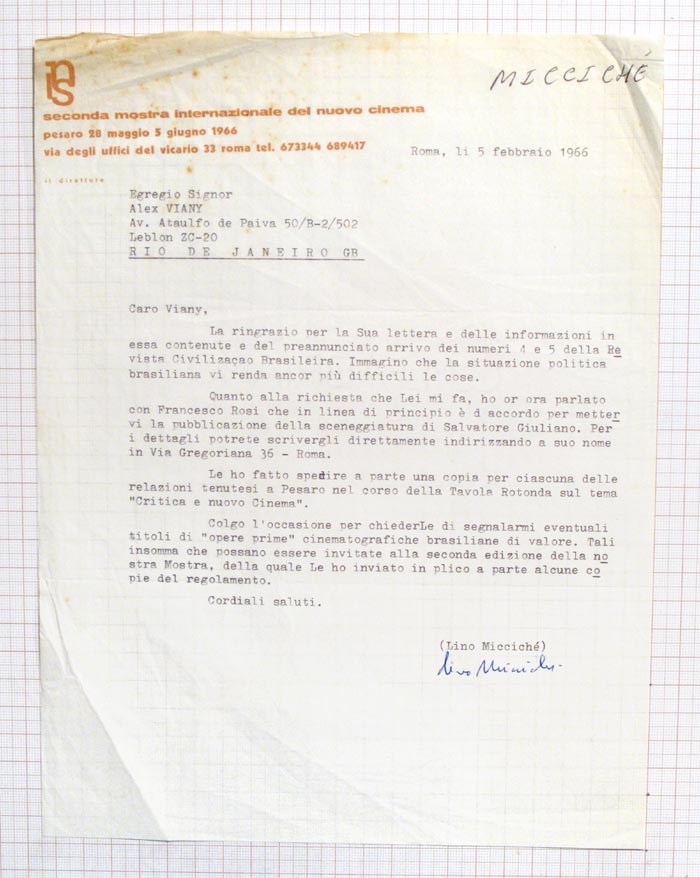 ns
MICCICHÉ
seconda mostra internazionale del nuovo cinema
pesaro 28 maggio 5 giugno 1966
via degli uffici del vicario 33 roma tel. 673344 689417
Roma, li 5 febbraio 1966
il direttore
Egregio Signor
Alex VIANY
Av. Ataulfo de Paiva 50/B-2/502
Leblon ZC-20
RIO DE JANEIRO GB
Caro Viany,
La ringrazio per la Sua lettera e delle informazioni in
essa contenute e del preannunciato arrivo dei numeri 4 e 5 della Re
vista Civilizaçao Brasileira. Immagino che la situazione politica
brasiliana vi renda ancor più difficili le cose.
Quanto alla richiesta che Lei mi fa, ho or ora parlato
con Francesco Rosi che in linea di principio è d accordo per metter
vi la pubblicazione della sceneggiatura di Salvatore Giuliano. Per
i dettagli potrete scrivergli direttamente indirizzando a suo nome
in Via Gregoriana 36 - Roma.
Le ho fatto spedire a parte una copia per ciascuna delle
relazioni tenutesi a Pesaro nel corso della Tavola Rotonda sul tema
"Critica e nuovo Cinema".
Colgo l'occasione per chiederLe di segnalarmi eventuali
titoli di "opere prime" cinematografiche brasiliane di valore. Tali
insomma che possano essere invitate alla seconda edizione della no
stra Mostra, della quale Le ho inviato in plico a parte alcune co
pie del regolamento.
Cordiali saluti.
(Lino Micciché)
Lino Micciché